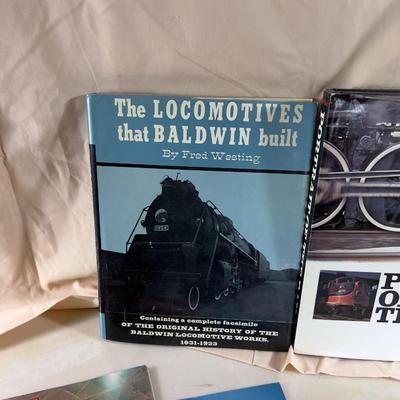 The LOCOMOTIVES
that BALDWIN built
By Fred Westing
Containing a complete facsimile
OF THE ORIGINAL HISTORY OF THE
BALDWIN LOCOMOTIVE WORKS,
1831-1923